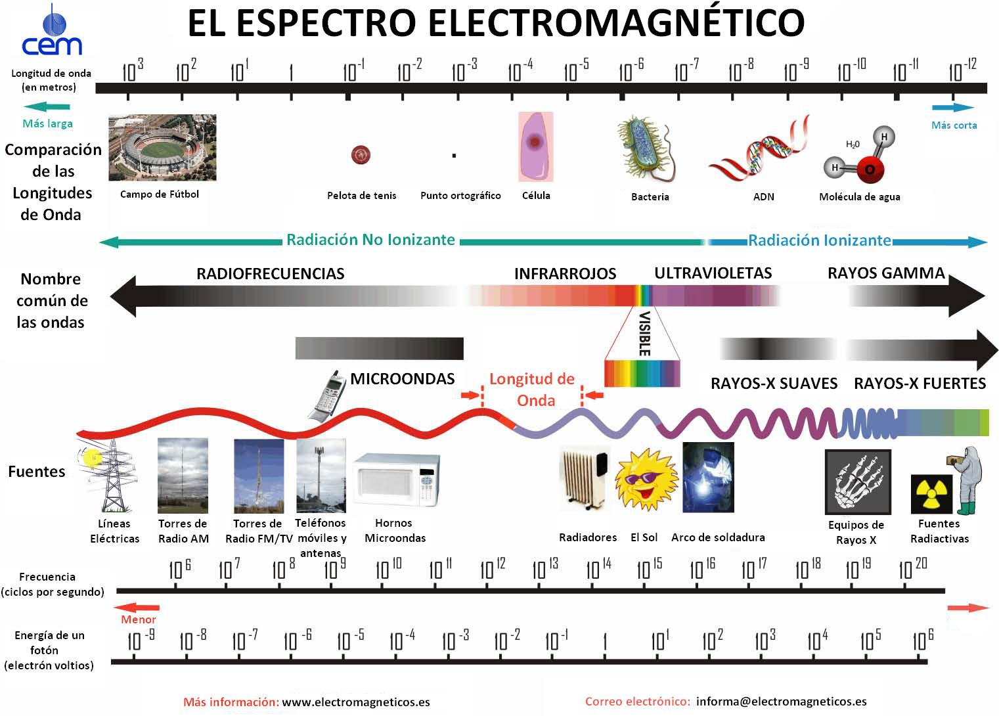 EL ESPECTRO ELECTROMAGNÉTICO
cem
Longitud de onda
(en metros)
10³ 10² 10¹ 1 10⁻¹ 10⁻² 10⁻³ 10⁻⁴ 10⁻⁵ 10⁻⁶ 10⁻⁷ 10⁻⁸ 10⁻⁹ 10⁻¹⁰ 10⁻¹¹ 10⁻¹²
Más larga
Más corta
Comparación
de las
Longitudes
de Onda
H₂O
H
H
O
Campo de Fútbol
Pelota de tenis
Punto ortográfico
Célula
Bacteria
ADN
Molécula de agua
Radiación No Ionizante
Radiación Ionizante
Nombre
común de
las ondas
RADIOFRECUENCIAS
INFRARROJOS
ULTRAVIOLETAS
RAYOS GAMMA
VISIBLE
MICROONDAS
Longitud de
Onda
RAYOS-X SUAVES
RAYOS-X FUERTES
Fuentes
Líneas
Eléctricas
Torres de
Radio AM
Torres de
Radio FM/TV
Teléfonos
móviles y
antenas
Hornos
Microondas
Radiadores
El Sol
Arco de soldadura
Equipos de
Rayos X
Fuentes
Radiactivas
Frecuencia
(ciclos por segundo)
10⁶ 10⁷ 10⁸ 10⁹ 10¹⁰ 10¹¹ 10¹² 10¹³ 10¹⁴ 10¹⁵ 10¹⁶ 10¹⁷ 10¹⁸ 10¹⁹ 10²⁰
Menor
Energía de un
fotón
(electrón voltios)
10⁻⁹ 10⁻⁸ 10⁻⁷ 10⁻⁶ 10⁻⁵ 10⁻⁴ 10⁻³ 10⁻² 10⁻¹ 1 10¹ 10² 10³ 10⁴ 10⁵ 10⁶
Más información: www.electromagneticos.es
Correo electrónico: informa@electromagneticos.es